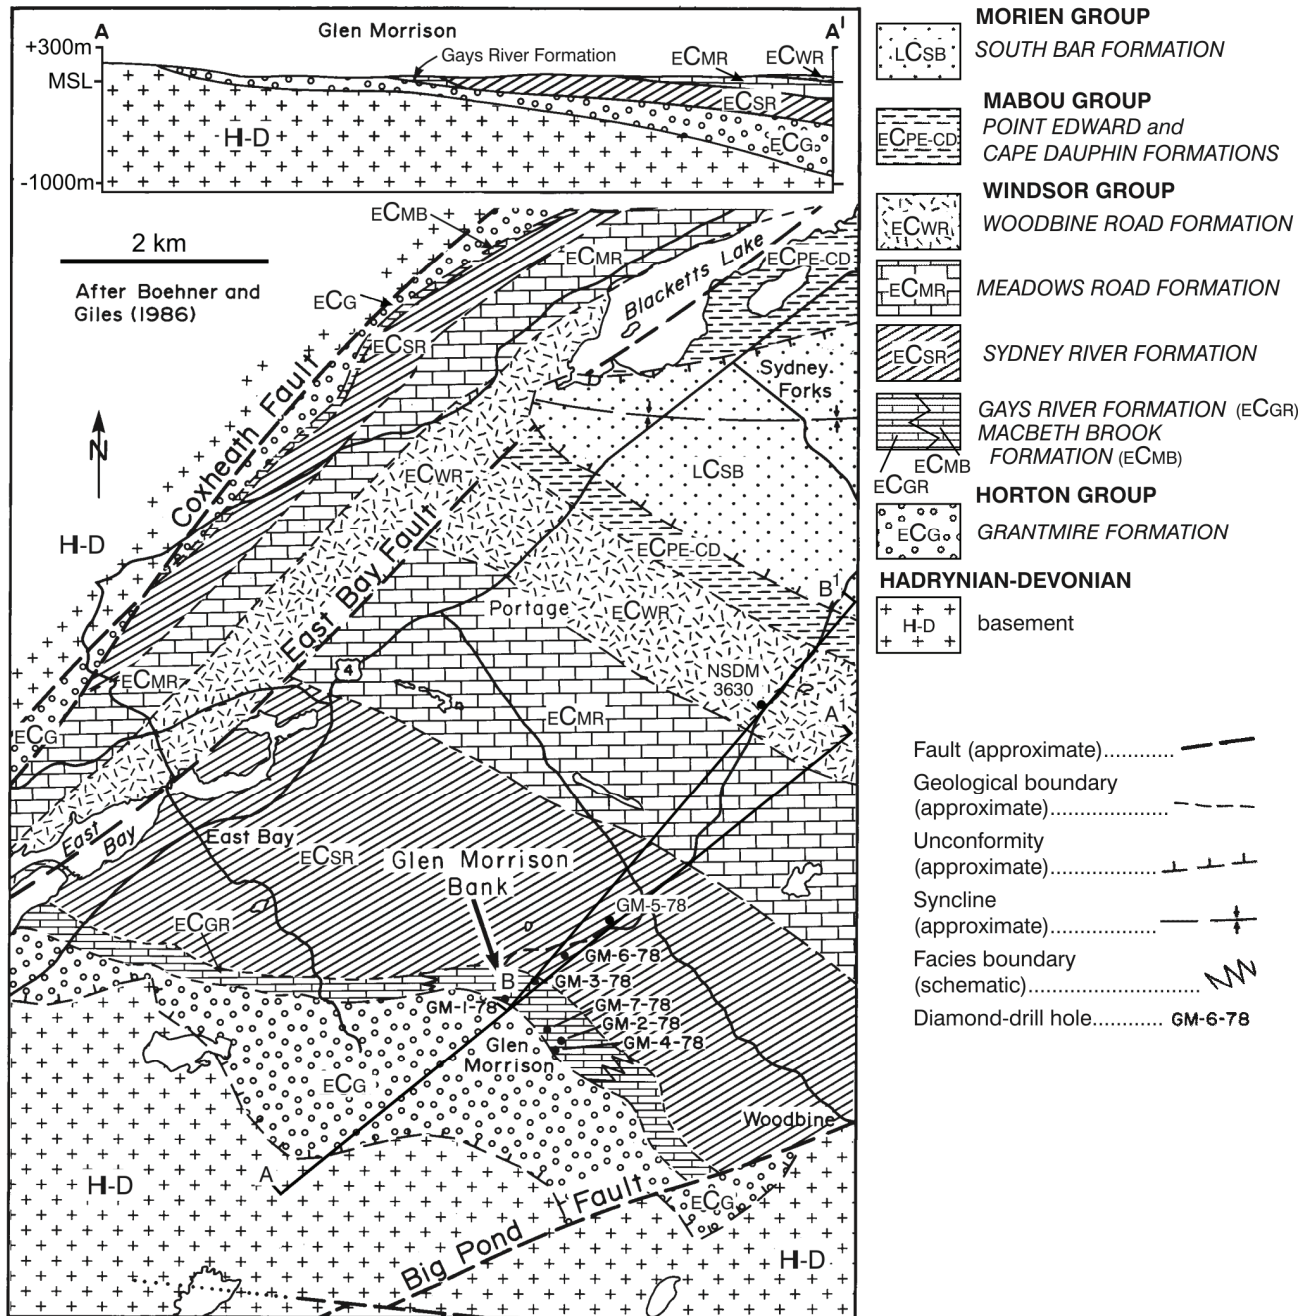 A
Glen Morrison
A¹
+300m
Gays River Formation
ECMR
ECWR
MSL
ECSR
H-D
ECG
-1000m
2 km
After Boehner and
Giles (1986)
N
ECMB
ECG
ECSR
ECMR
Blacketts Lake
ECPE-CD
Sydney
Forks
Coxheath Fault
H-D
ECWR
LCSB
East Bay Fault
ECPE-CD
Portage
ECWR
B¹
4
NSDM
3630
A¹
ECMR
ECMR
ECG
East
Bay
East Bay
ECSR
Glen Morrison
Bank
ECGR
GM-5-78
GM-6-78
B
GM-3-78
GM-1-78
GM-7-78
GM-2-78
GM-4-78
Glen
Morrison
ECG
Woodbine
A
H-D
ECG
Big Pond Fault
H-D
MORIEN GROUP
LCSB
SOUTH BAR FORMATION
MABOU GROUP
ECPE-CD
POINT EDWARD and
CAPE DAUPHIN FORMATIONS
WINDSOR GROUP
ECWR
WOODBINE ROAD FORMATION
ECMR
MEADOWS ROAD FORMATION
ECSR
SYDNEY RIVER FORMATION
GAYS RIVER FORMATION (ECGR)
MACBETH BROOK
FORMATION (ECMB)
ECMB
ECGR
HORTON GROUP
ECG
GRANTMIRE FORMATION
HADRYNIAN-DEVONIAN
H-D
basement
Fault (approximate)............
Geological boundary
(approximate).....................
Unconformity
(approximate)...................
Syncline
(approximate)...................
Facies boundary
(schematic)..............................
Diamond-drill hole............ GM-6-78